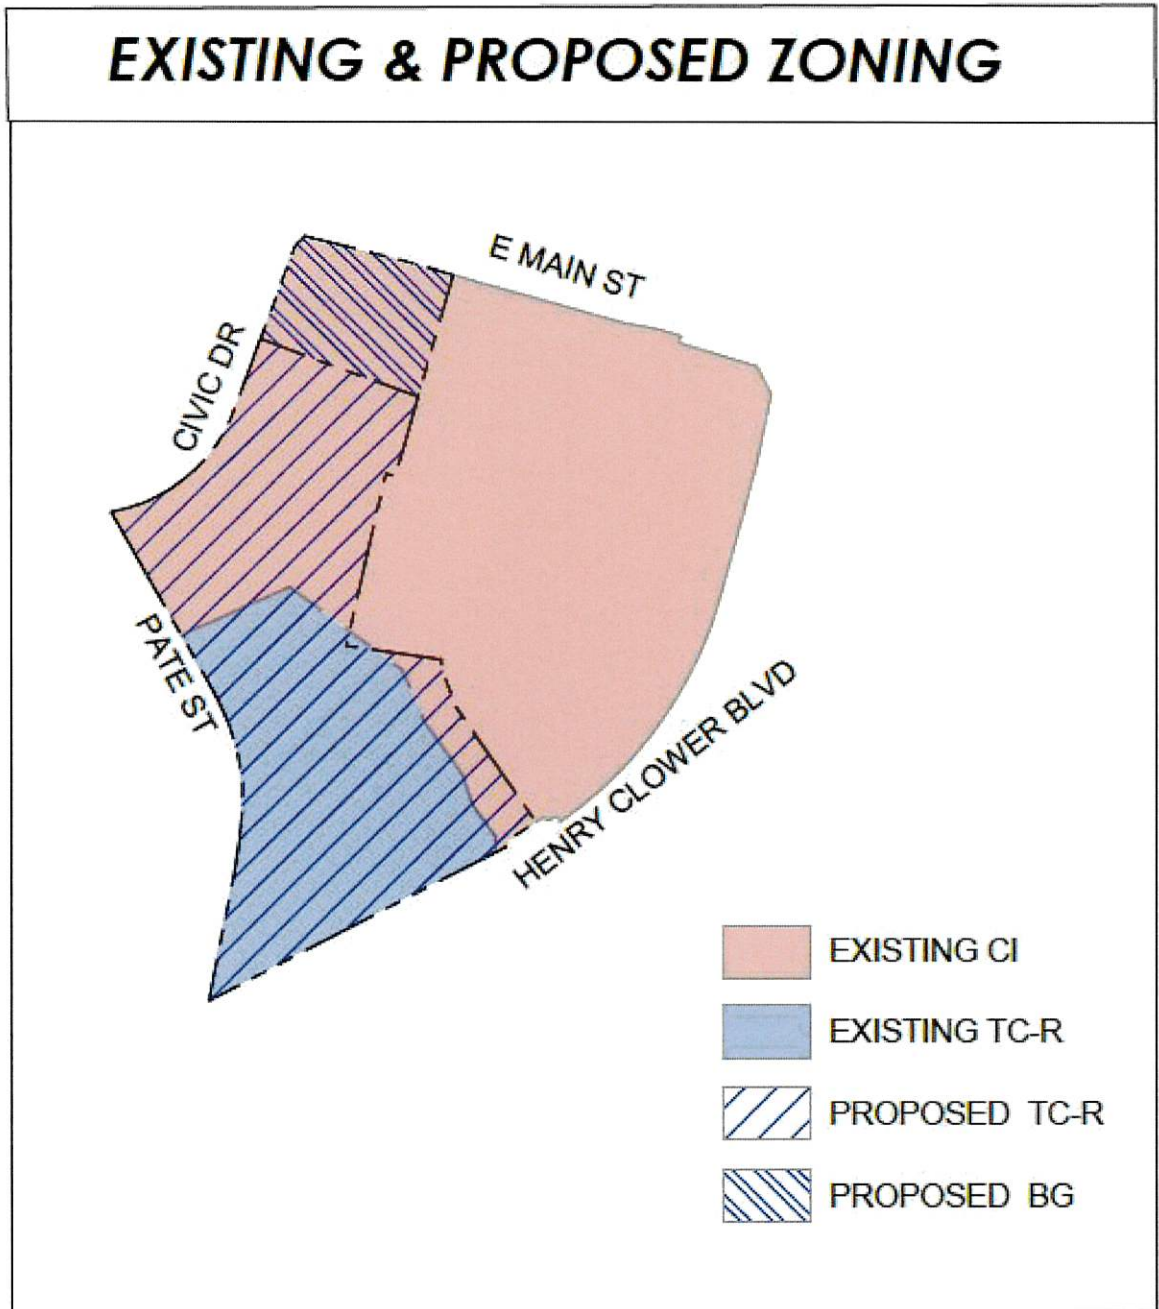 EXISTING & PROPOSED ZONING
E MAIN ST
CIVIC DR
PATE ST
HENRY CLOWER BLVD
EXISTING CI
EXISTING TC-R
PROPOSED TC-R
PROPOSED BG